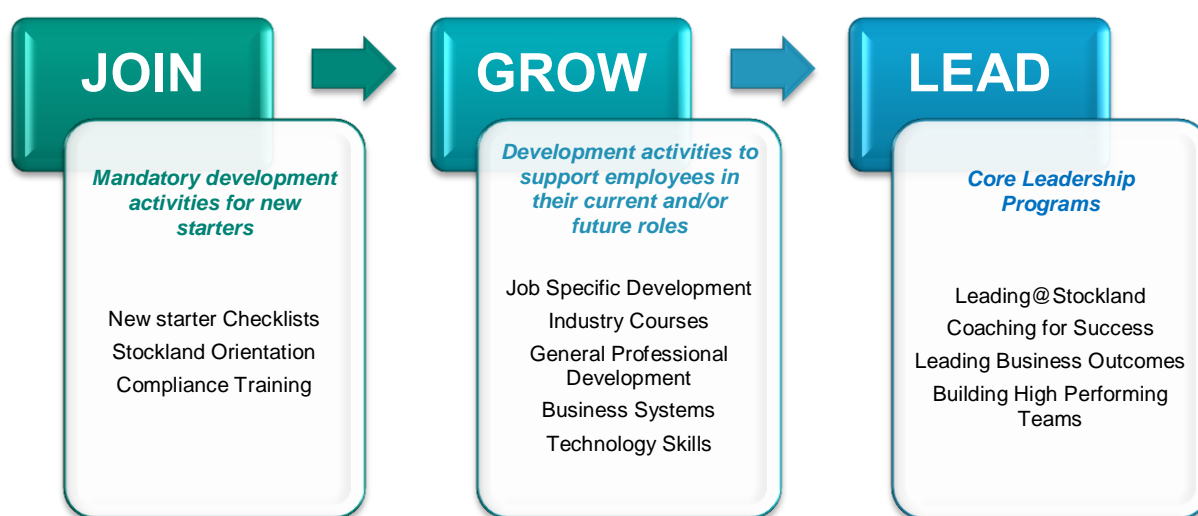 JOIN
Mandatory development
activities for new
starters
New starter Checklists
Stockland Orientation
Compliance Training
GROW
Development activities to
support employees in
their current and/or
future roles
Job Specific Development
Industry Courses
General Professional
Development
Business Systems
Technology Skills
LEAD
Core Leadership
Programs
Leading@Stockland
Coaching for Success
Leading Business Outcomes
Building High Performing
Teams